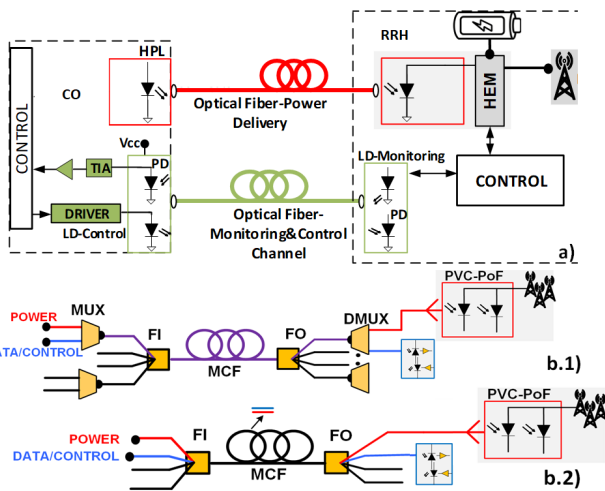 HPL
RRH
CO
CONTROL
Optical Fiber-Power
Delivery
HEM
Vcc
PD
TIA
LD-Monitoring
DRIVER
LD-Control
Optical Fiber-
Monitoring&Control
Channel
PD
CONTROL
a)
PVC-PoF
MUX
POWER
DATA/CONTROL
FI
MCF
FO
DMUX
b.1)
PVC-PoF
POWER
DATA/CONTROL
FI
MCF
FO
b.2)